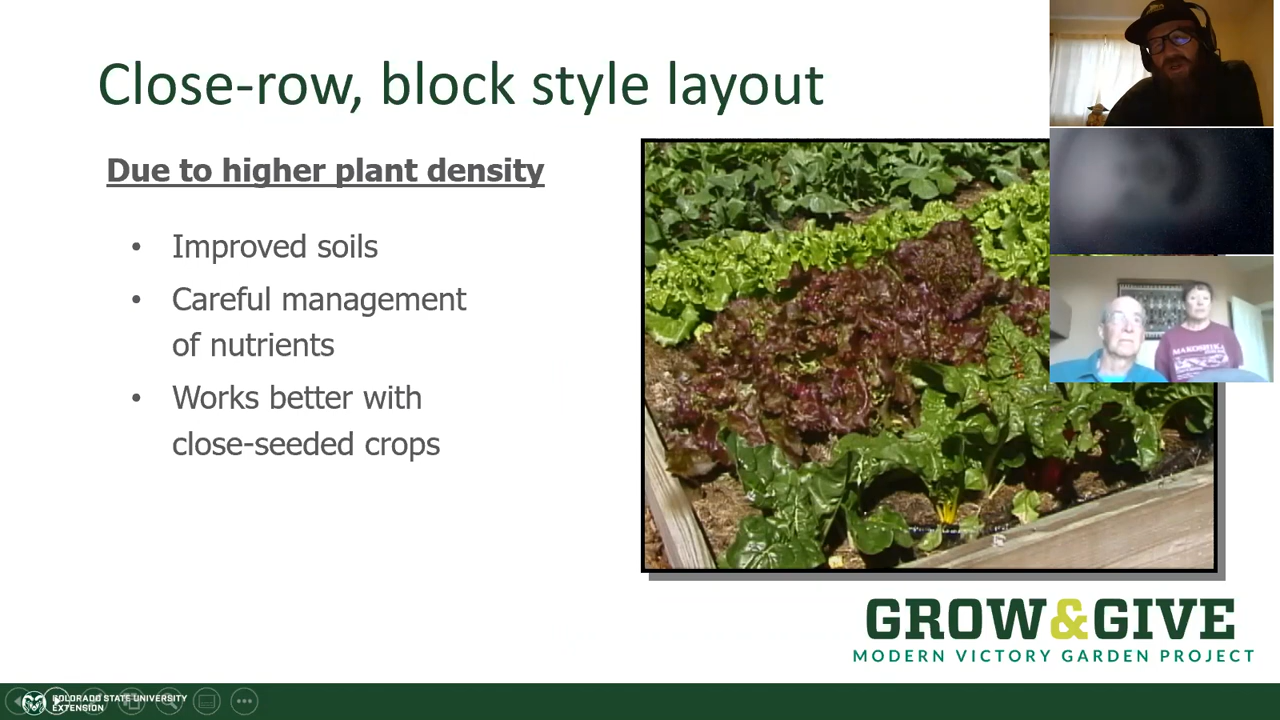 Close-row, block style layout
Due to higher plant density
• Improved soils
• Careful management
of nutrients
• Works better with
close-seeded crops
MAKOSHIKA
GROW&GIVE
MODERN VICTORY GARDEN PROJECT
COLORADO STATE UNIVERSITY
EXTENSION